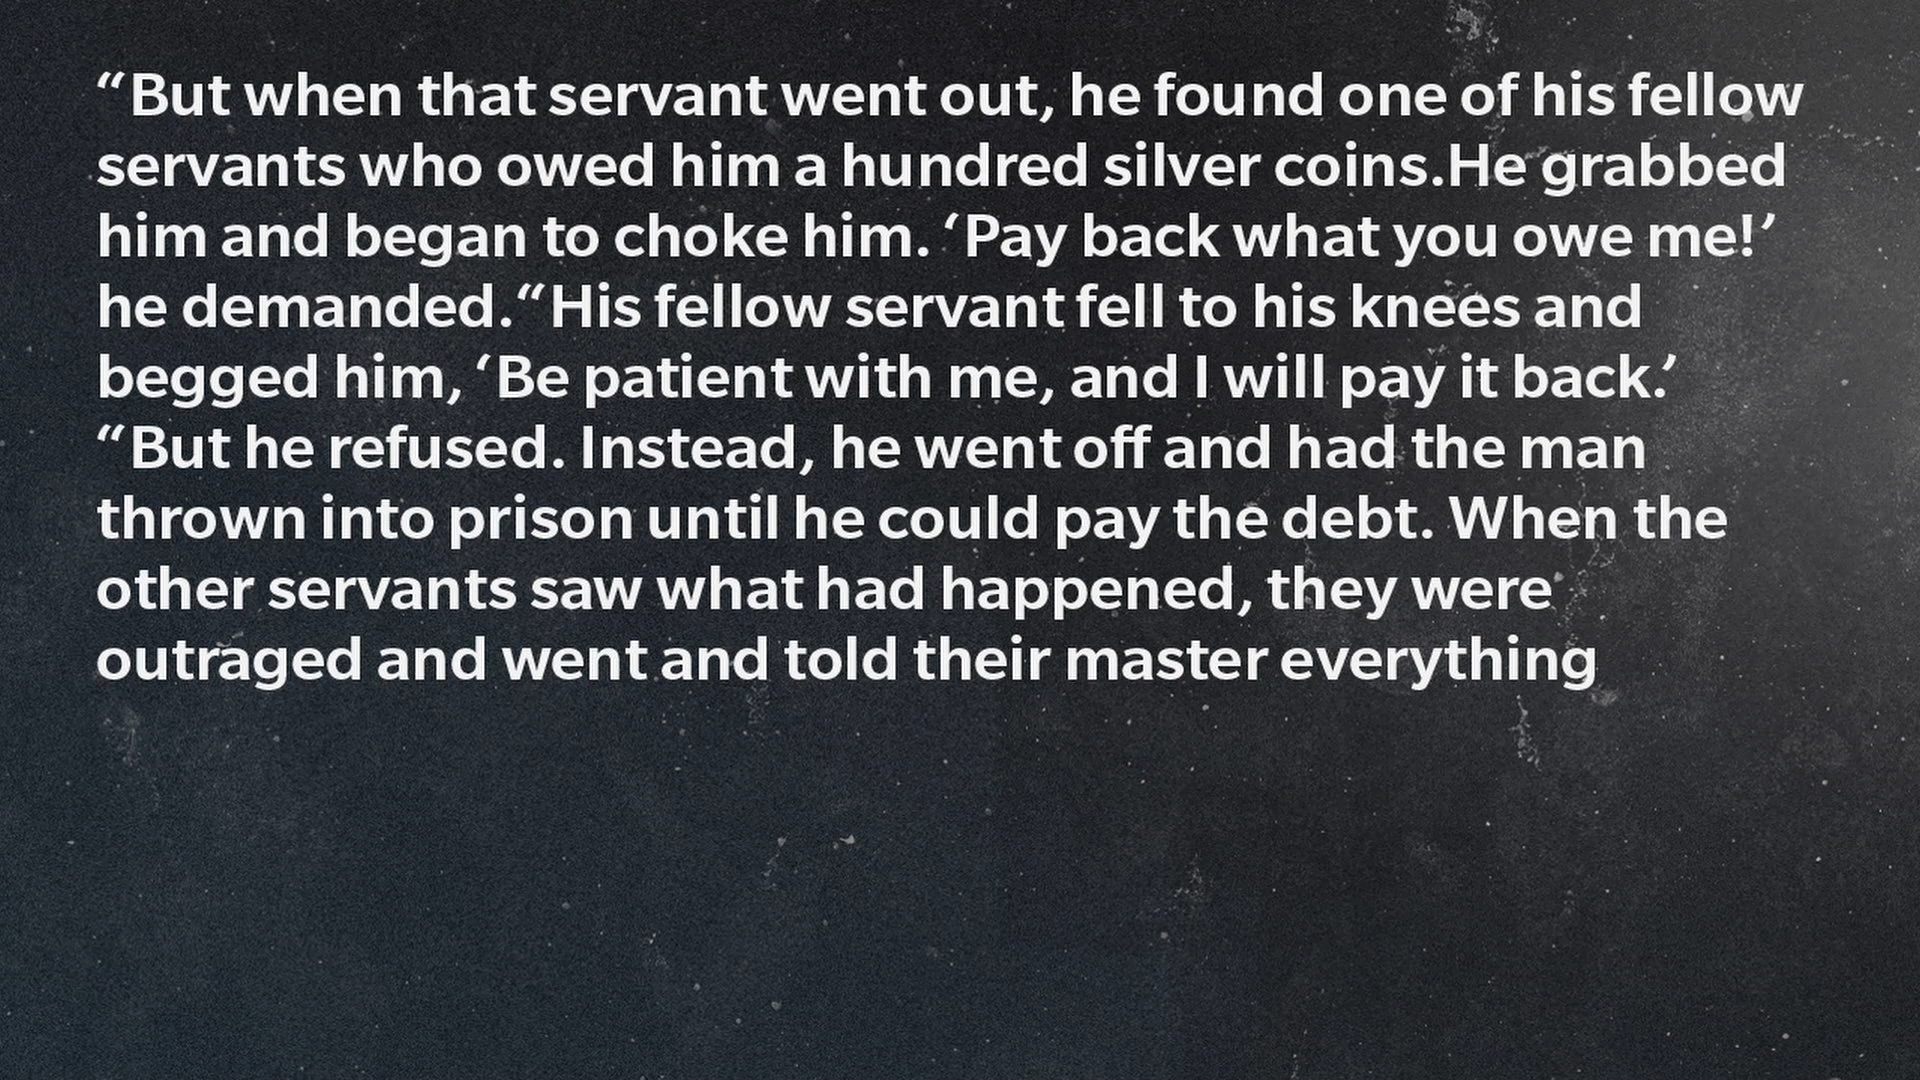 “But when that servant went out, he found one of his fellow
servants who owed him a hundred silver coins.He grabbed
him and began to choke him. ‘Pay back what you owe me!’
he demanded.“His fellow servant fell to his knees and
begged him, ‘Be patient with me, and I will pay it back.’
“But he refused. Instead, he went off and had the man
thrown into prison until he could pay the debt. When the
other servants saw what had happened, they were
outraged and went and told their master everything